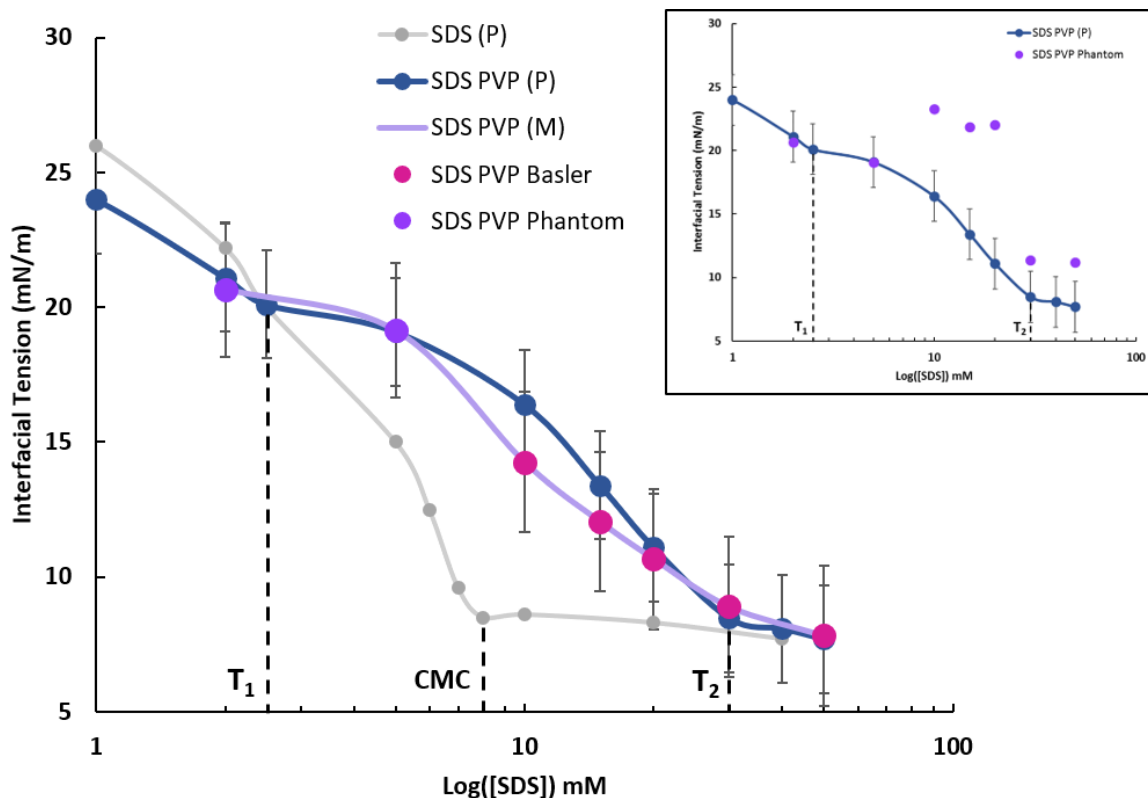 30
25
20
15
10
5
Interfacial Tension (mN/m)
SDS (P)
SDS PVP (P)
SDS PVP (M)
SDS PVP Basler
SDS PVP Phantom
T1
CMC
T2
1
10
100
Log([SDS]) mM
30
25
20
15
10
5
Interfacial Tension (mN/m)
SDS PVP (P)
SDS PVP Phantom
T1
T2
1
10
100
Log([SDS]) mM